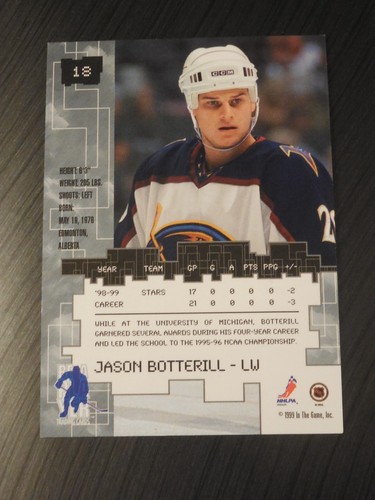 18
CCM
HEIGHT: 6'3"
WEIGHT: 205 LBS.
SHOOTS: LEFT
BORN:
MAY 19, 1976
EDMONTON,
ALBERTA
2
YEAR TEAM GP G A PTS PPG +/-
'98-99 STARS 17 0 0 0 0 -2
CAREER 21 0 0 0 0 -3
WHILE AT THE UNIVERSITY OF MICHIGAN, BOTTERILL
GARNERED SEVERAL AWARDS DURING HIS FOUR-YEAR CAREER
AND LED THE SCHOOL TO THE 1995-96 NCAA CHAMPIONSHIP.
JASON BOTTERILL - LW
NHLPA
© 1999 In The Game, Inc.